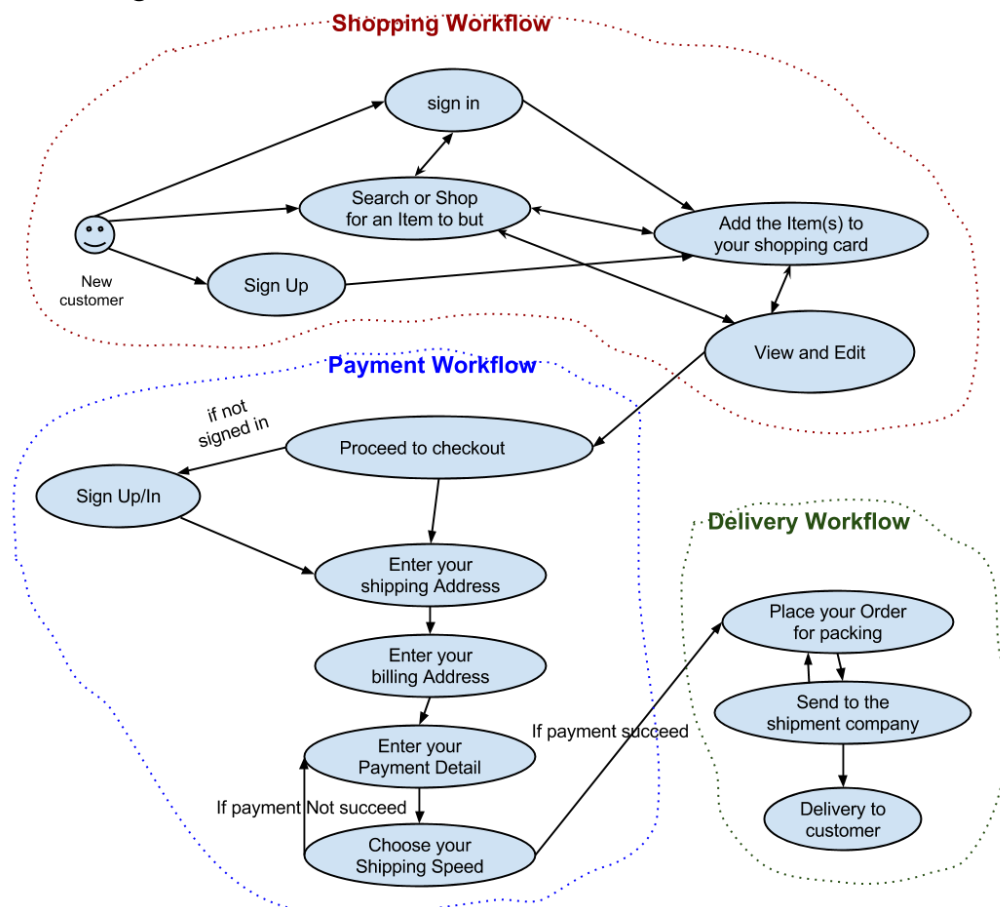 Shopping Workflow
sign in
Search or Shop
for an Item to but
Add the Item(s) to
your shopping card
New
customer
Sign Up
View and Edit
Payment Workflow
if not
signed in
Proceed to checkout
Sign Up/In
Enter your
shipping Address
Enter your
billing Address
Enter your
Payment Detail
If payment Not succeed
Choose your
Shipping Speed
If payment succeed
Delivery Workflow
Place your Order
for packing
Send to the
shipment company
Delivery to
customer